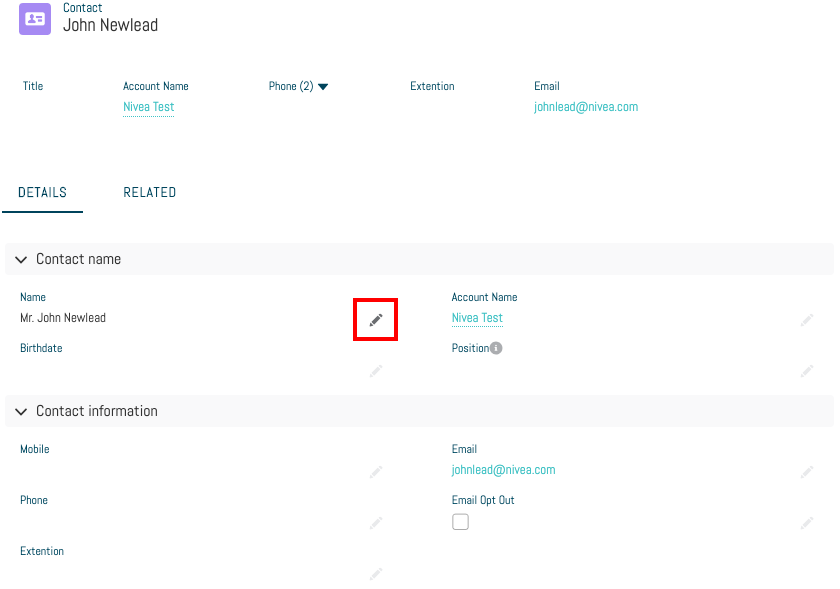 Contact
John Newlead
Title
Account Name
Phone (2)
Extention
Email
Nivea Test
johnlead@nivea.com
DETAILS
RELATED
Contact name
Name
Account Name
Mr. John Newlead
Nivea Test
Birthdate
Position
Contact information
Mobile
Email
johnlead@nivea.com
Phone
Email Opt Out
Extention